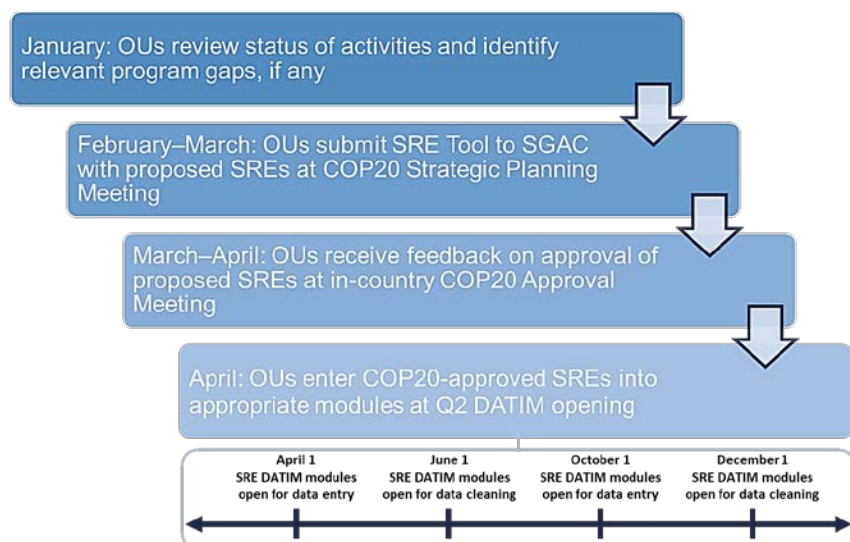 January: OUs review status of activities and identify
relevant program gaps, if any
February–March: OUs submit SRE Tool to SGAC
with proposed SREs at COP20 Strategic Planning
Meeting
March–April: OUs receive feedback on approval of
proposed SREs at in-country COP20 Approval
Meeting
April: OUs enter COP20-approved SREs into
appropriate modules at Q2 DATIM opening
April 1
SRE DATIM modules
open for data entry
June 1
SRE DATIM modules
open for data cleaning
October 1
SRE DATIM modules
open for data entry
December 1
SRE DATIM modules
open for data cleaning